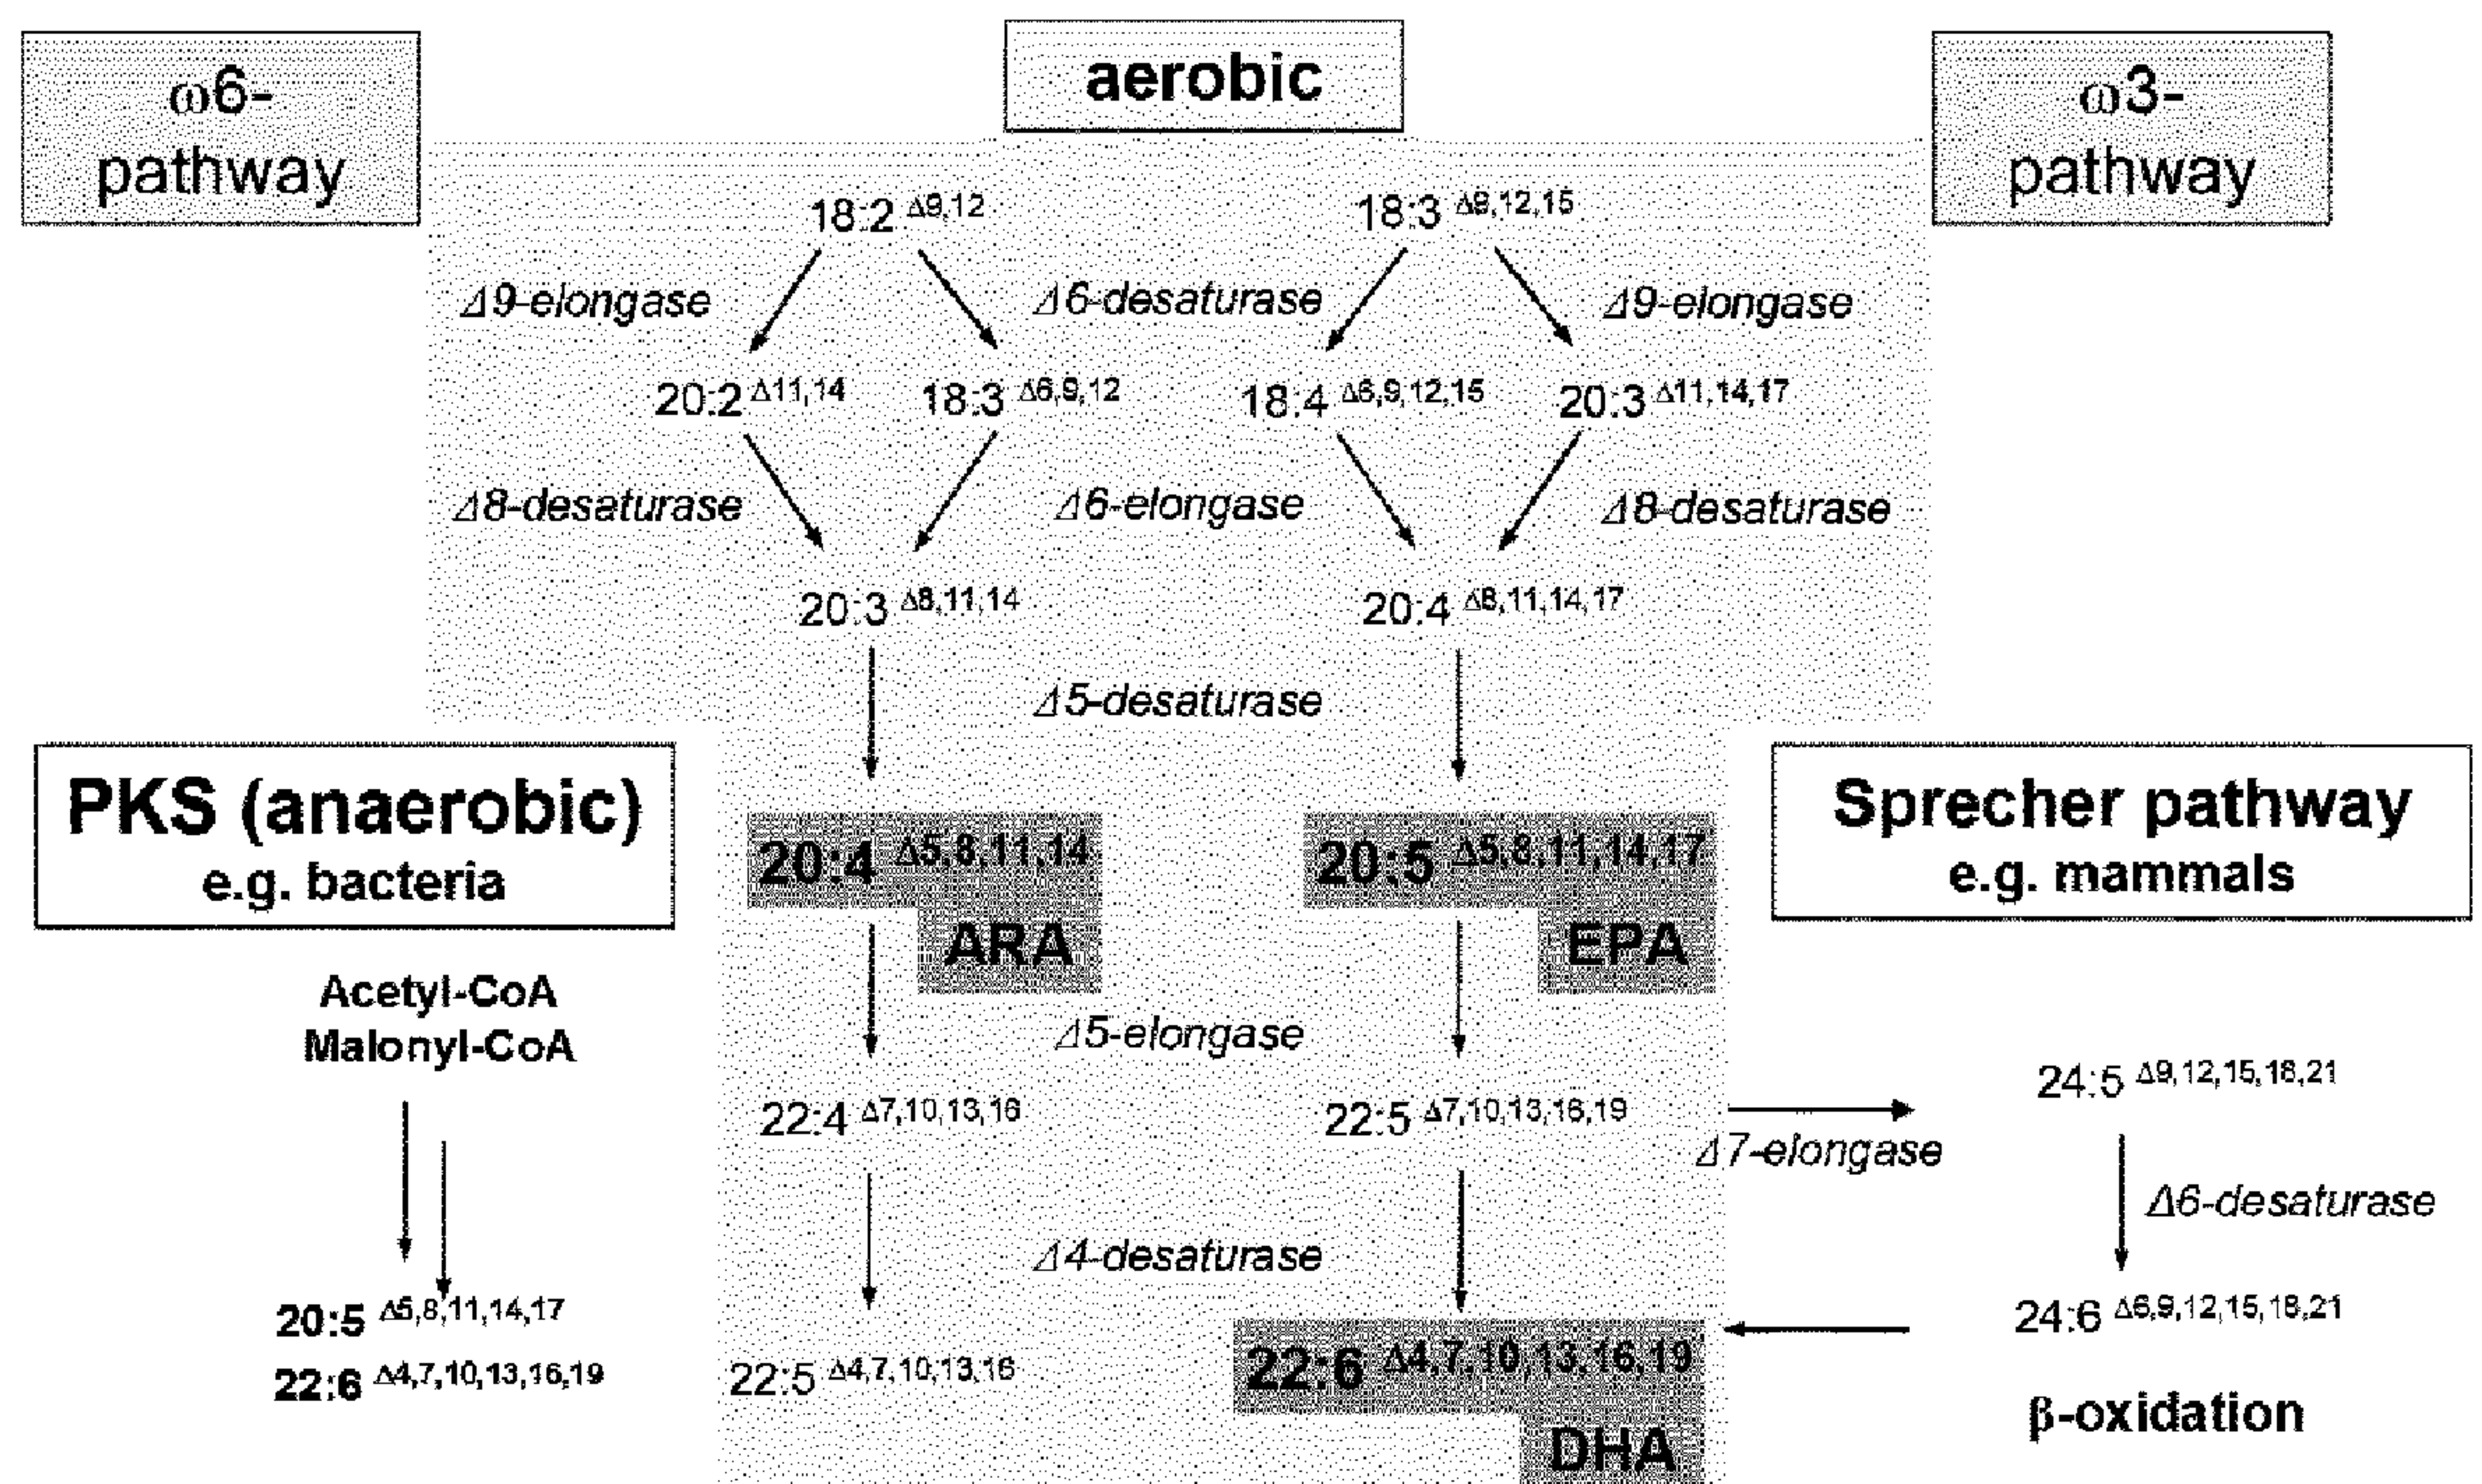 ω6-
pathway
aerobic
ω3-
pathway
18:2 Δ9,12
18:3 Δ9,12,15
Δ9-elongase
Δ6-desaturase
Δ9-elongase
20:2 Δ11,14
18:3 Δ6,9,12
18:4 Δ6,9,12,15
20:3 Δ11,14,17
Δ8-desaturase
Δ6-elongase
Δ8-desaturase
20:3 Δ8,11,14
20:4 Δ8,11,14,17
Δ5-desaturase
PKS (anaerobic)
e.g. bacteria
20:4 Δ5,8,11,14
ARA
20:5 Δ5,8,11,14,17
EPA
Sprecher pathway
e.g. mammals
Acetyl-CoA
Malonyl-CoA
Δ5-elongase
22:4 Δ7,10,13,16
22:5 Δ7,10,13,16,19
Δ7-elongase
24:5 Δ9,12,15,18,21
Δ6-desaturase
Δ4-desaturase
20:5 Δ5,8,11,14,17
22:6 Δ4,7,10,13,16,19
22:5 Δ4,7,10,13,16
22:6 Δ4,7,10,13,16,19
DHA
24:6 Δ6,9,12,15,18,21
β-oxidation